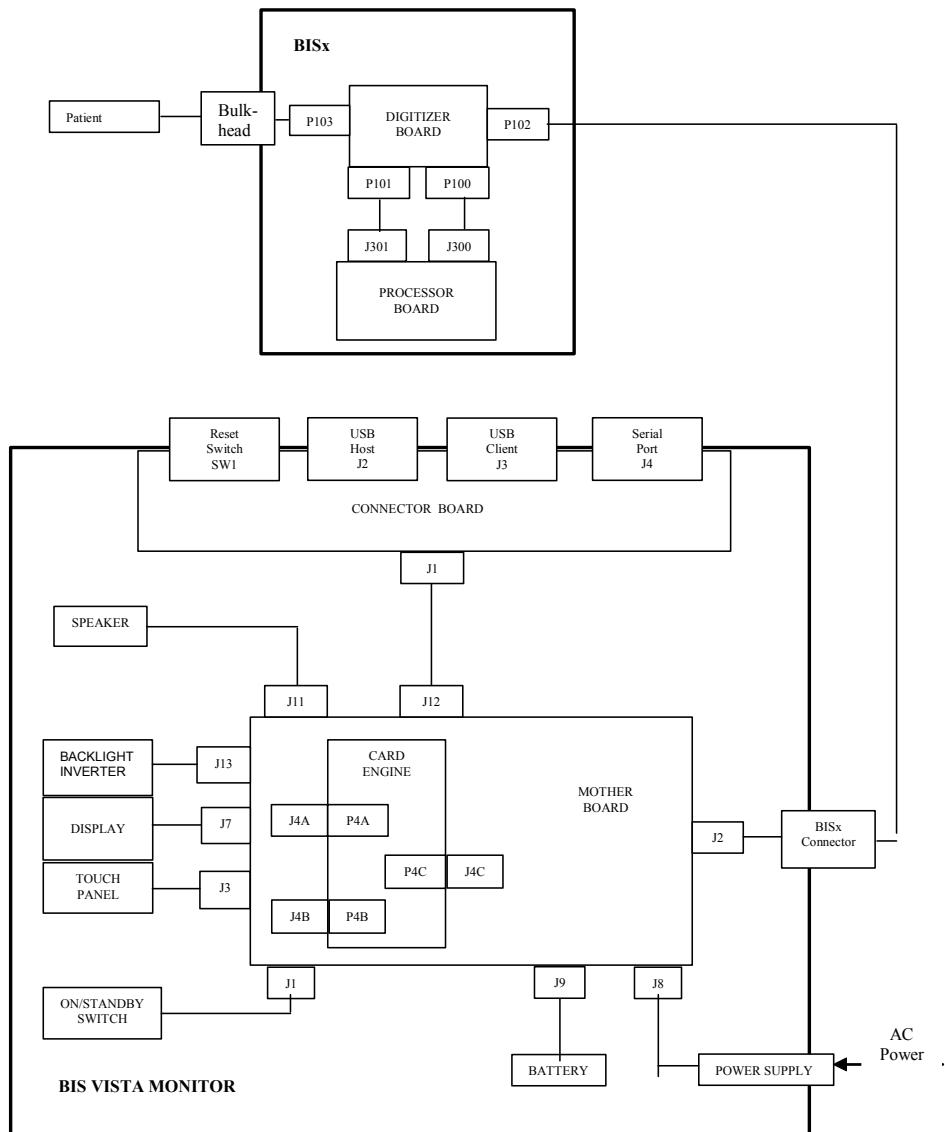 BISx
Patient
Bulk-
head
P103
DIGITIZER
BOARD
P102
P101
P100
J301
J300
PROCESSOR
BOARD
Reset
Switch
SW1
USB
Host
J2
USB
Client
J3
Serial
Port
J4
CONNECTOR BOARD
J1
SPEAKER
J11
J12
BACKLIGHT
INVERTER
J13
CARD
ENGINE
MOTHER
BOARD
DISPLAY
J7
J4A
P4A
J2
BISx
Connector
TOUCH
PANEL
J3
P4C
J4C
J4B
P4B
ON/STANDBY
SWITCH
J1
J9
J8
BATTERY
POWER SUPPLY
AC
Power
BIS VISTA MONITOR